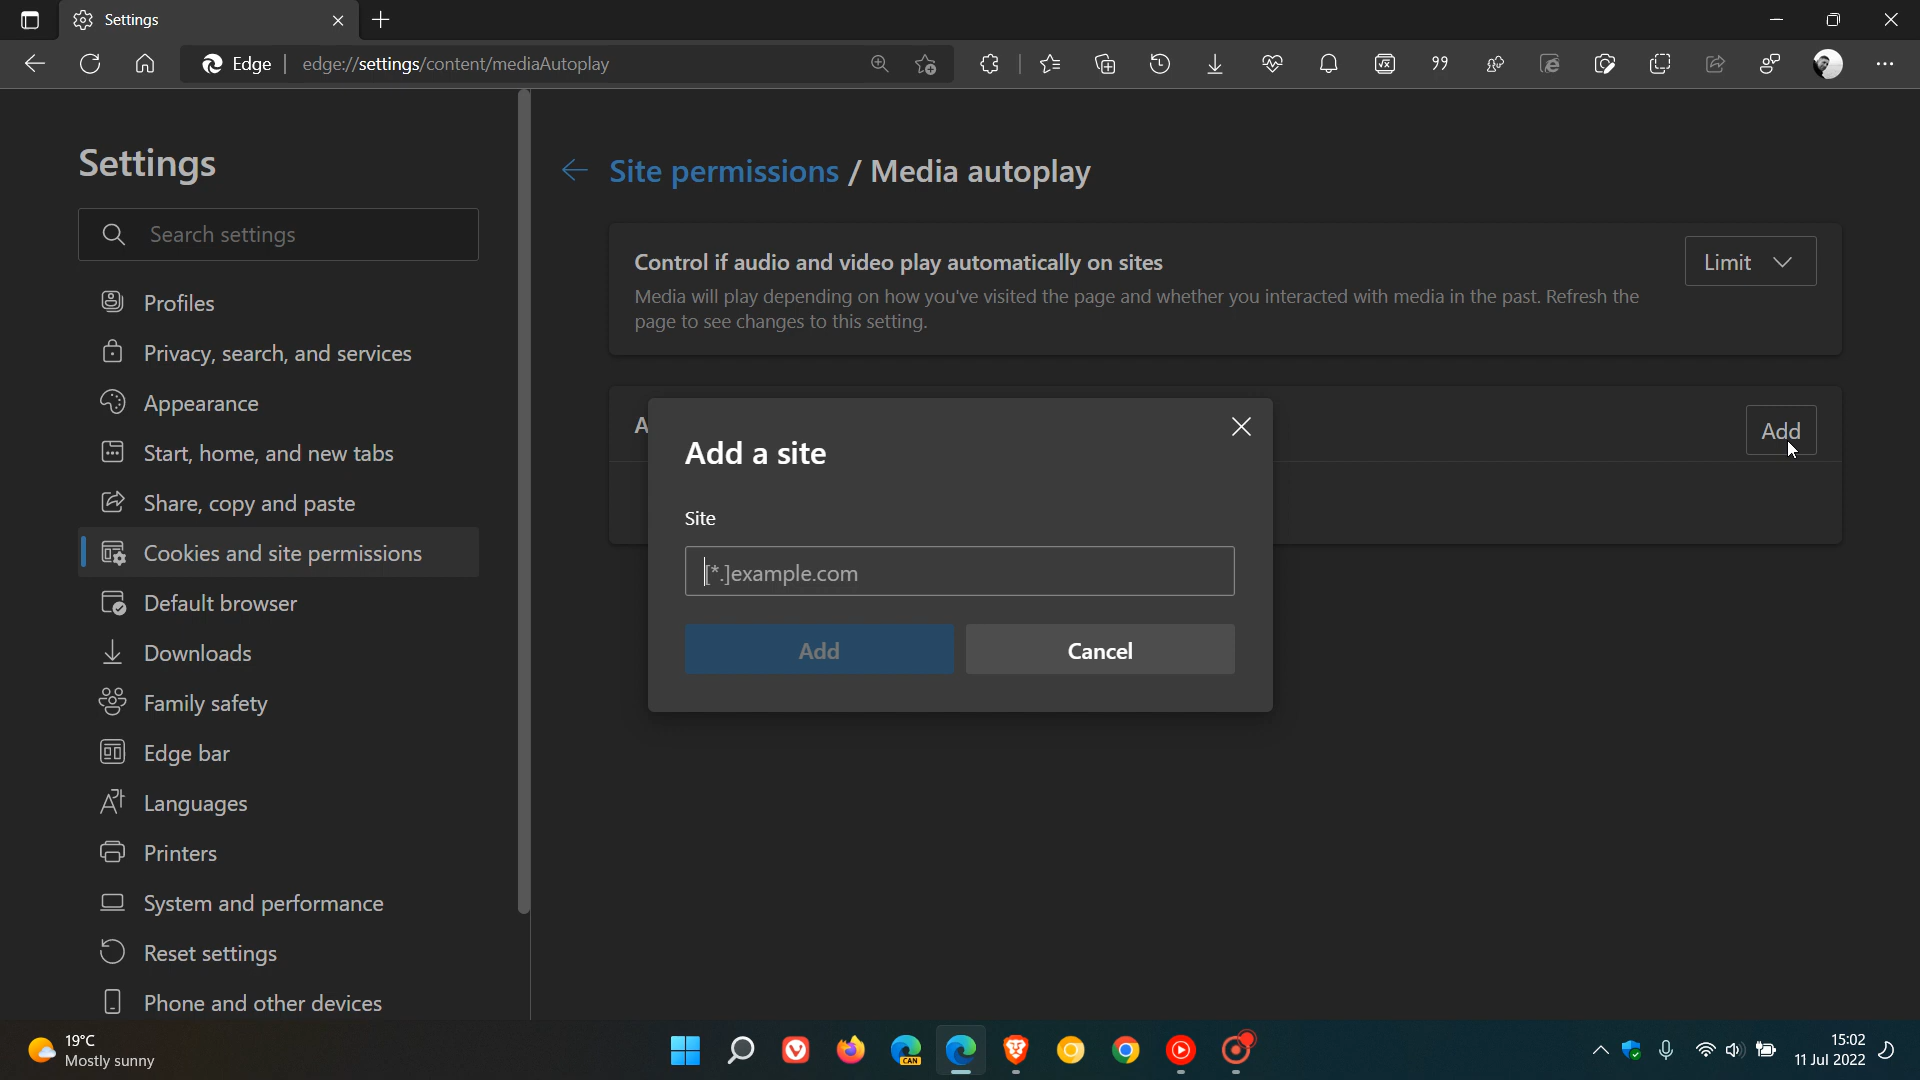 Settings
Edge
edge://settings/content/mediaAutoplay
Settings
Search settings
Profiles
Privacy, search, and services
Appearance
Start, home, and new tabs
Share, copy and paste
Cookies and site permissions
Default browser
Downloads
Family safety
Edge bar
Languages
Printers
System and performance
Reset settings
Phone and other devices
Site permissions / Media autoplay
Control if audio and video play automatically on sites
Limit
Media will play depending on how you've visited the page and whether you interacted with media in the past. Refresh the
page to see changes to this setting.
A
Add
Add a site
Site
[*.]example.com
Add
Cancel
19°C
Mostly sunny
CAN
15:02
11 Jul 2022